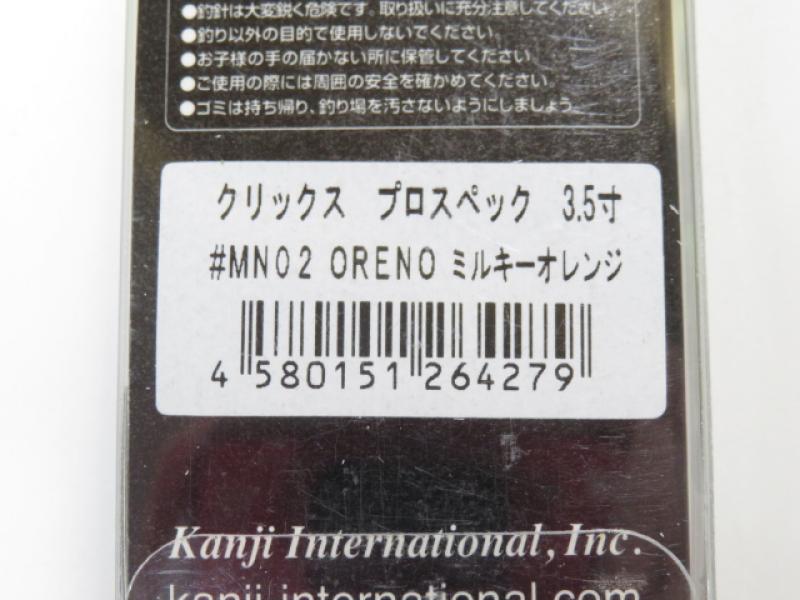 ●釣針は大変鋭く危険です。取り扱いに充分注意してください。
●釣り以外の目的で使用しないでください。
●お子様の手の届かない所に保管してください
●ご使用の際には周囲の安全を確かめてください。
●ゴミは持ち帰り、釣り場を汚さないようにしましょう。
クリックス プロスペック 3.5寸
#MN02 ORENO ミルキーオレンジ
4 580151 264279
Kanji International, Inc.
kanji-international.com